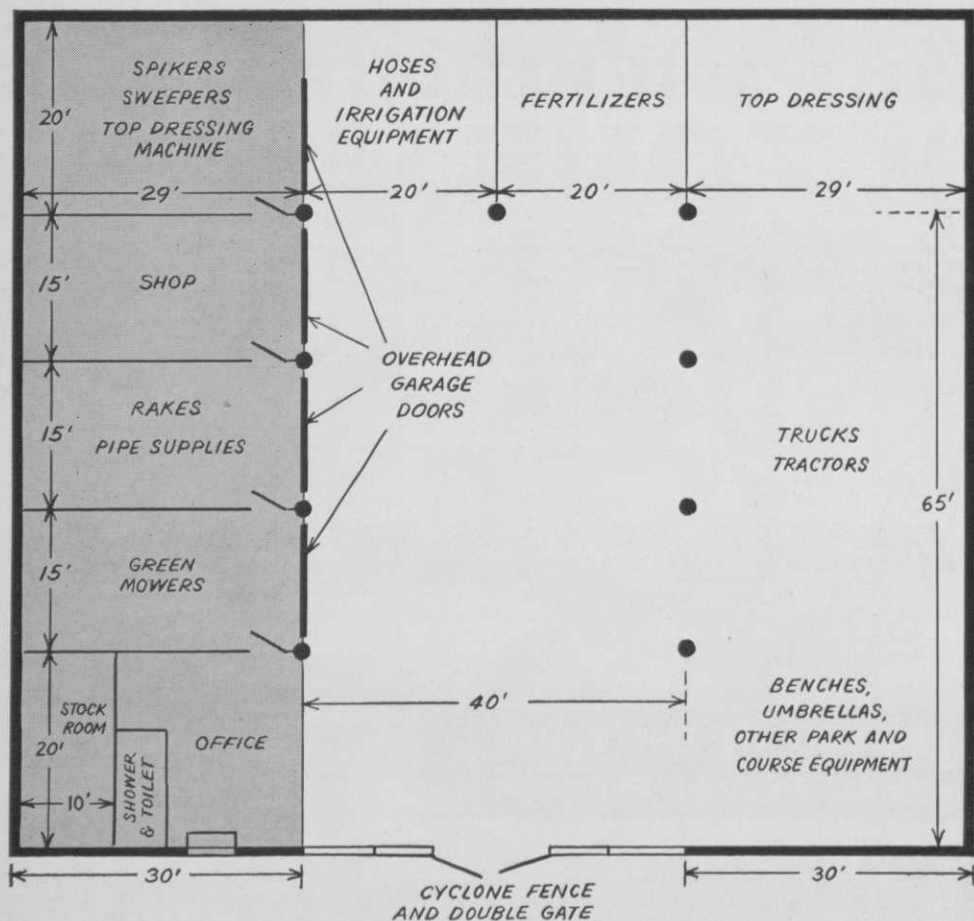 20'
SPIKERS
SWEEPERS
TOP DRESSING
MACHINE
HOSES
AND
IRRIGATION
EQUIPMENT
FERTILIZERS
TOP DRESSING
29'
20'
20'
29'
15'
SHOP
OVERHEAD
GARAGE
DOORS
15'
RAKES
PIPE SUPPLIES
TRUCKS
TRACTORS
65'
15'
GREEN
MOWERS
40'
20'
STOCK
ROOM
OFFICE
10'
SHOWER
& TOILET
BENCHES,
UMBRELLAS,
OTHER PARK AND
COURSE EQUIPMENT
30'
CYCLONE FENCE
AND DOUBLE GATE
30'